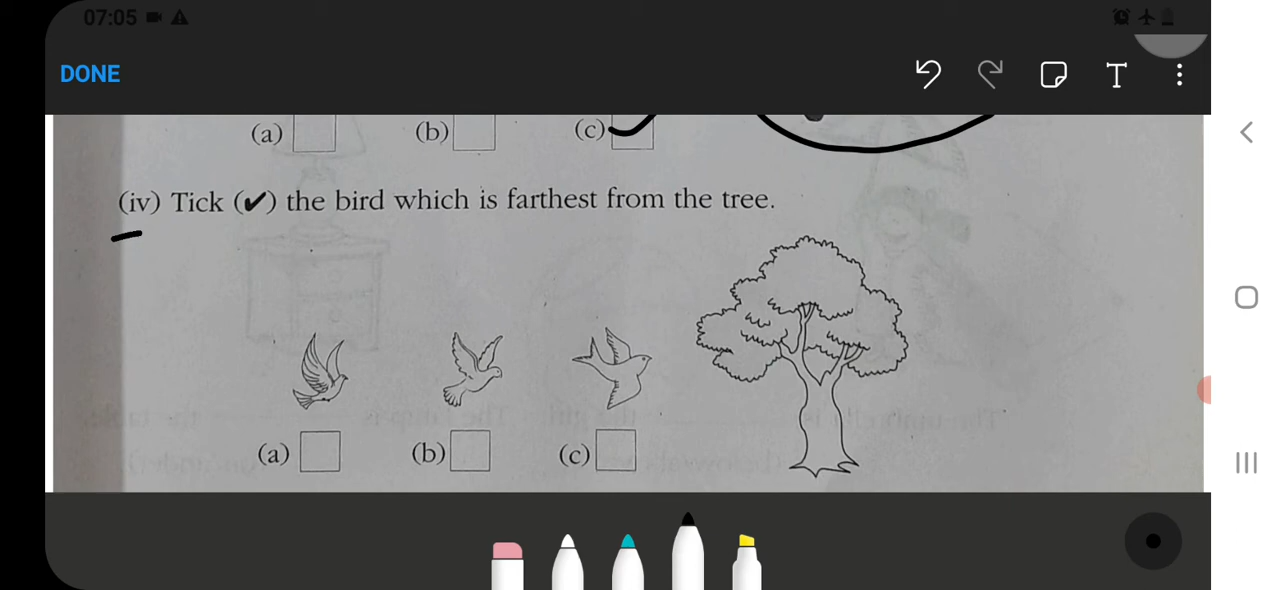 07:05
DONE
T
(a) (b) (c)
(iv) Tick (✔) the bird which is farthest from the tree.
(a) (b) (c)